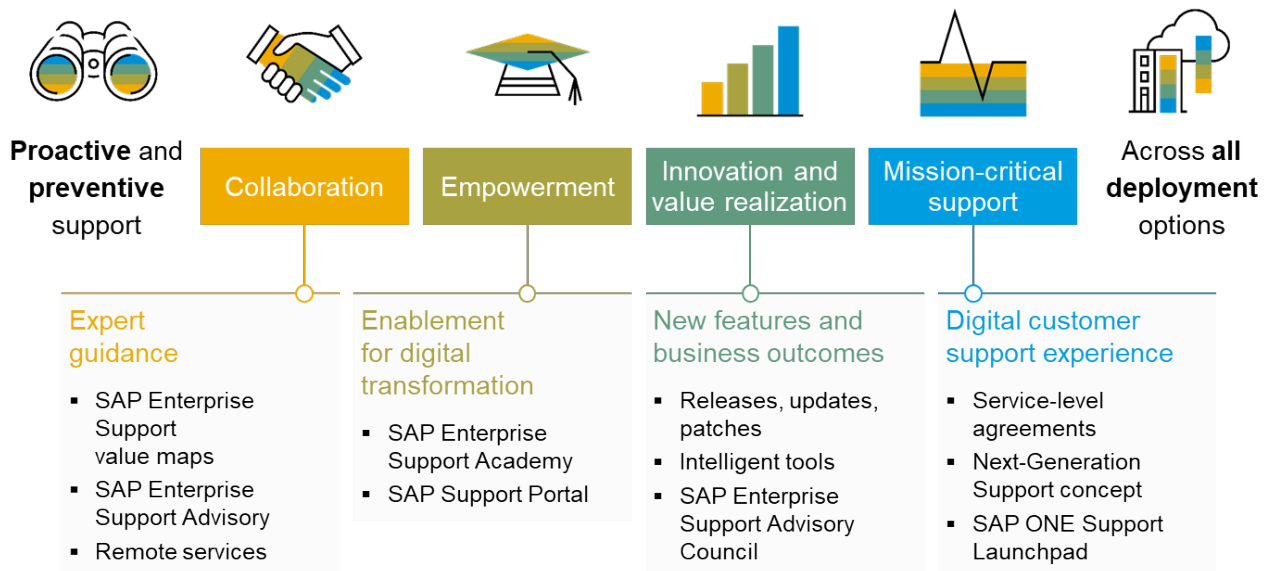 Proactive and
preventive
support
Collaboration
Empowerment
Innovation and
value realization
Mission-critical
support
Across all
deployment
options
Expert
guidance
▪ SAP Enterprise
Support
value maps
▪ SAP Enterprise
Support Advisory
▪ Remote services
Enablement
for digital
transformation
▪ SAP Enterprise
Support Academy
▪ SAP Support Portal
New features and
business outcomes
▪ Releases, updates,
patches
▪ Intelligent tools
▪ SAP Enterprise
Support Advisory
Council
Digital customer
support experience
▪ Service-level
agreements
▪ Next-Generation
Support concept
▪ SAP ONE Support
Launchpad